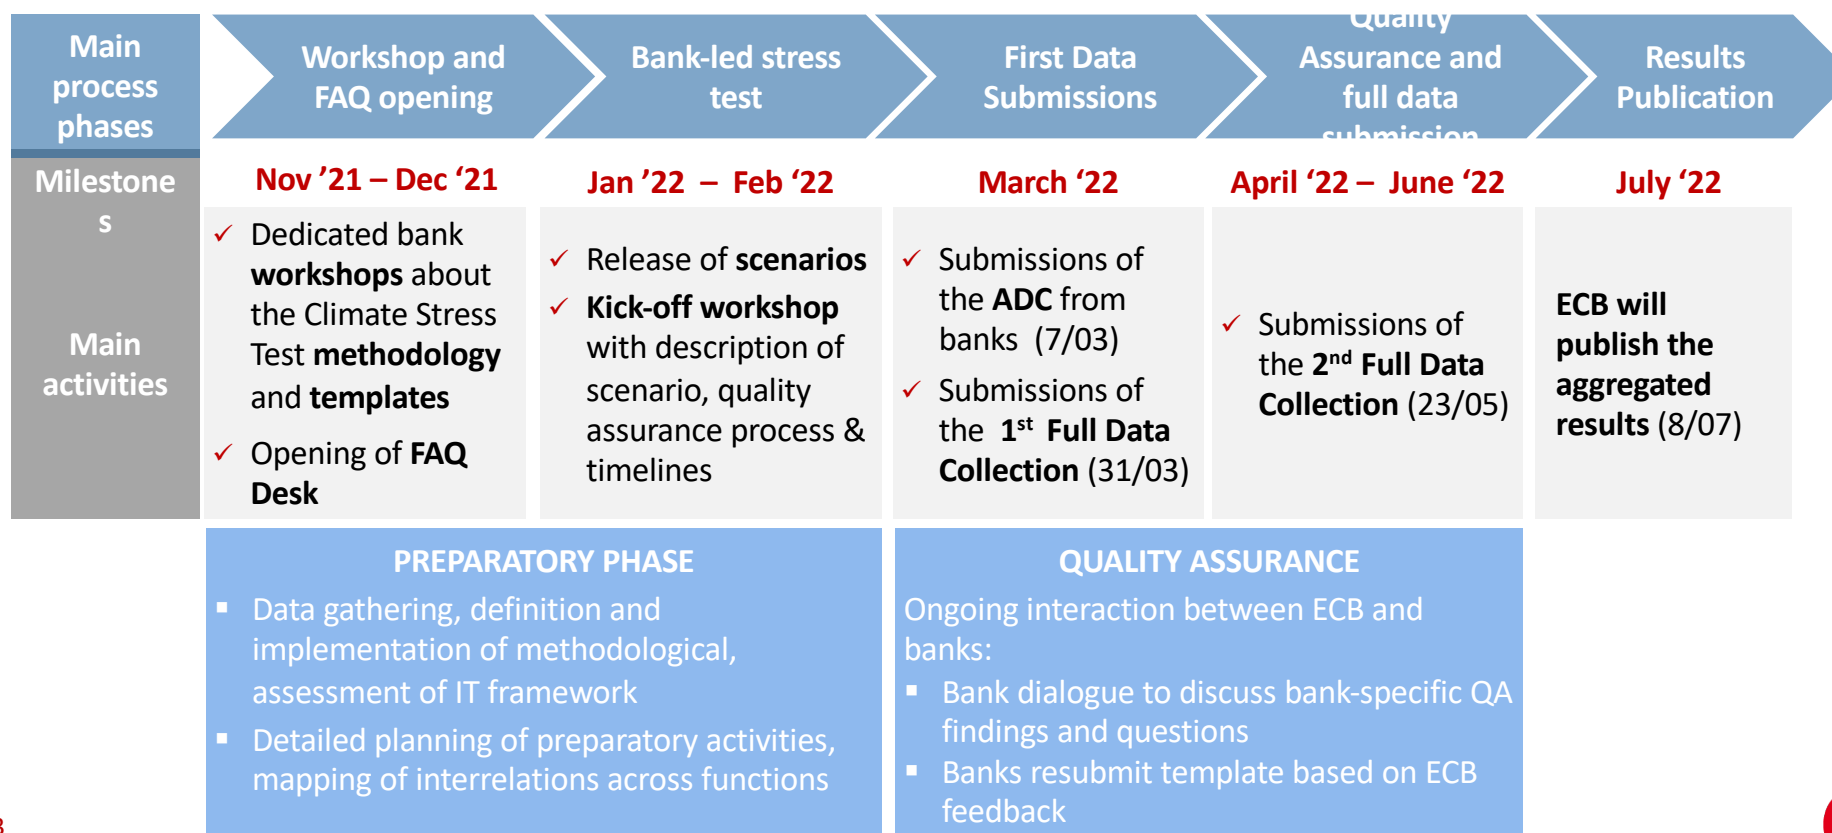 Main
process
phases
Workshop and
FAQ opening
Bank-led stress
test
First Data
Submissions
Quality
Assurance and
full data
submission
Results
Publication
Milestone
s
Nov ’21 – Dec ‘21
Jan ’22 – Feb ‘22
March ‘22
April ‘22 – June ‘22
July ‘22
Main
activities
✓ Dedicated bank
workshops about
the Climate Stress
Test methodology
and templates
✓ Opening of FAQ
Desk
✓ Release of scenarios
✓ Kick-off workshop
with description of
scenario, quality
assurance process &
timelines
✓ Submissions of
the ADC from
banks (7/03)
✓ Submissions of
the 1st Full Data
Collection (31/03)
✓ Submissions of
the 2nd Full Data
Collection (23/05)
ECB will
publish the
aggregated
results (8/07)
PREPARATORY PHASE
▪ Data gathering, definition and
implementation of methodological,
assessment of IT framework
▪ Detailed planning of preparatory activities,
mapping of interrelations across functions
QUALITY ASSURANCE
Ongoing interaction between ECB and
banks:
▪ Bank dialogue to discuss bank-specific QA
findings and questions
▪ Banks resubmit template based on ECB
feedback